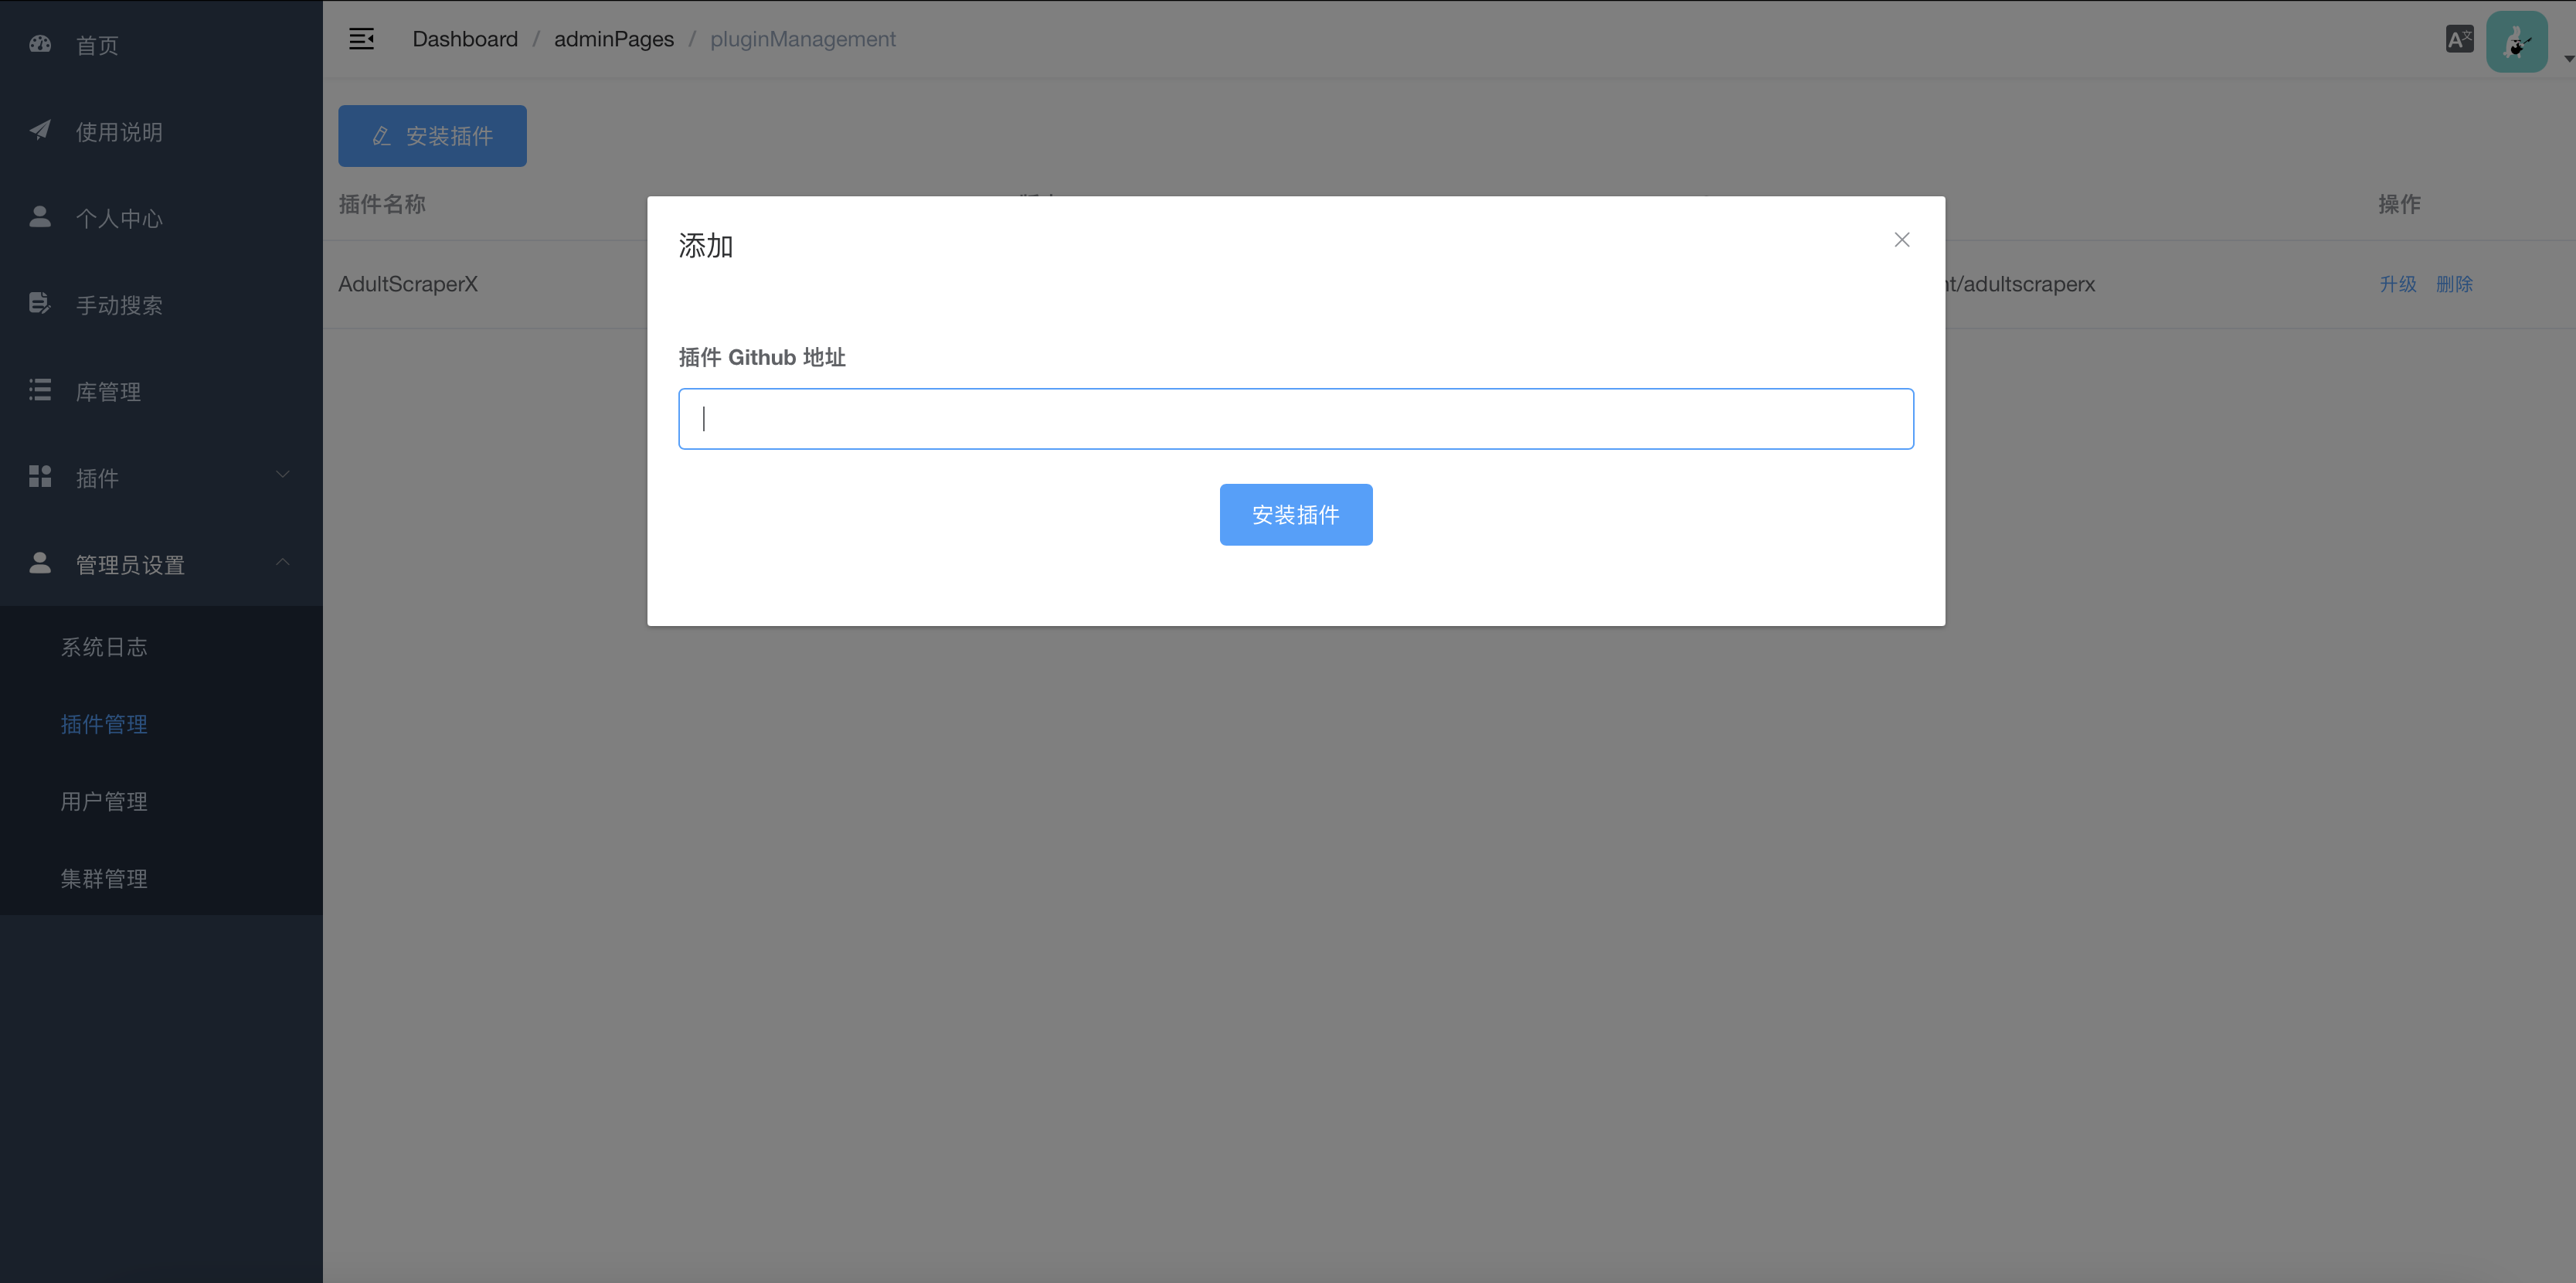 首页
使用说明
个人中心
手动搜索
库管理
插件
管理员设置
系统日志
插件管理
用户管理
集群管理
Dashboard / adminPages / pluginManagement
安装插件
插件名称
操作
AdultScraperX
t/adultscraperx
升级 删除
添加
插件 Github 地址
安装插件